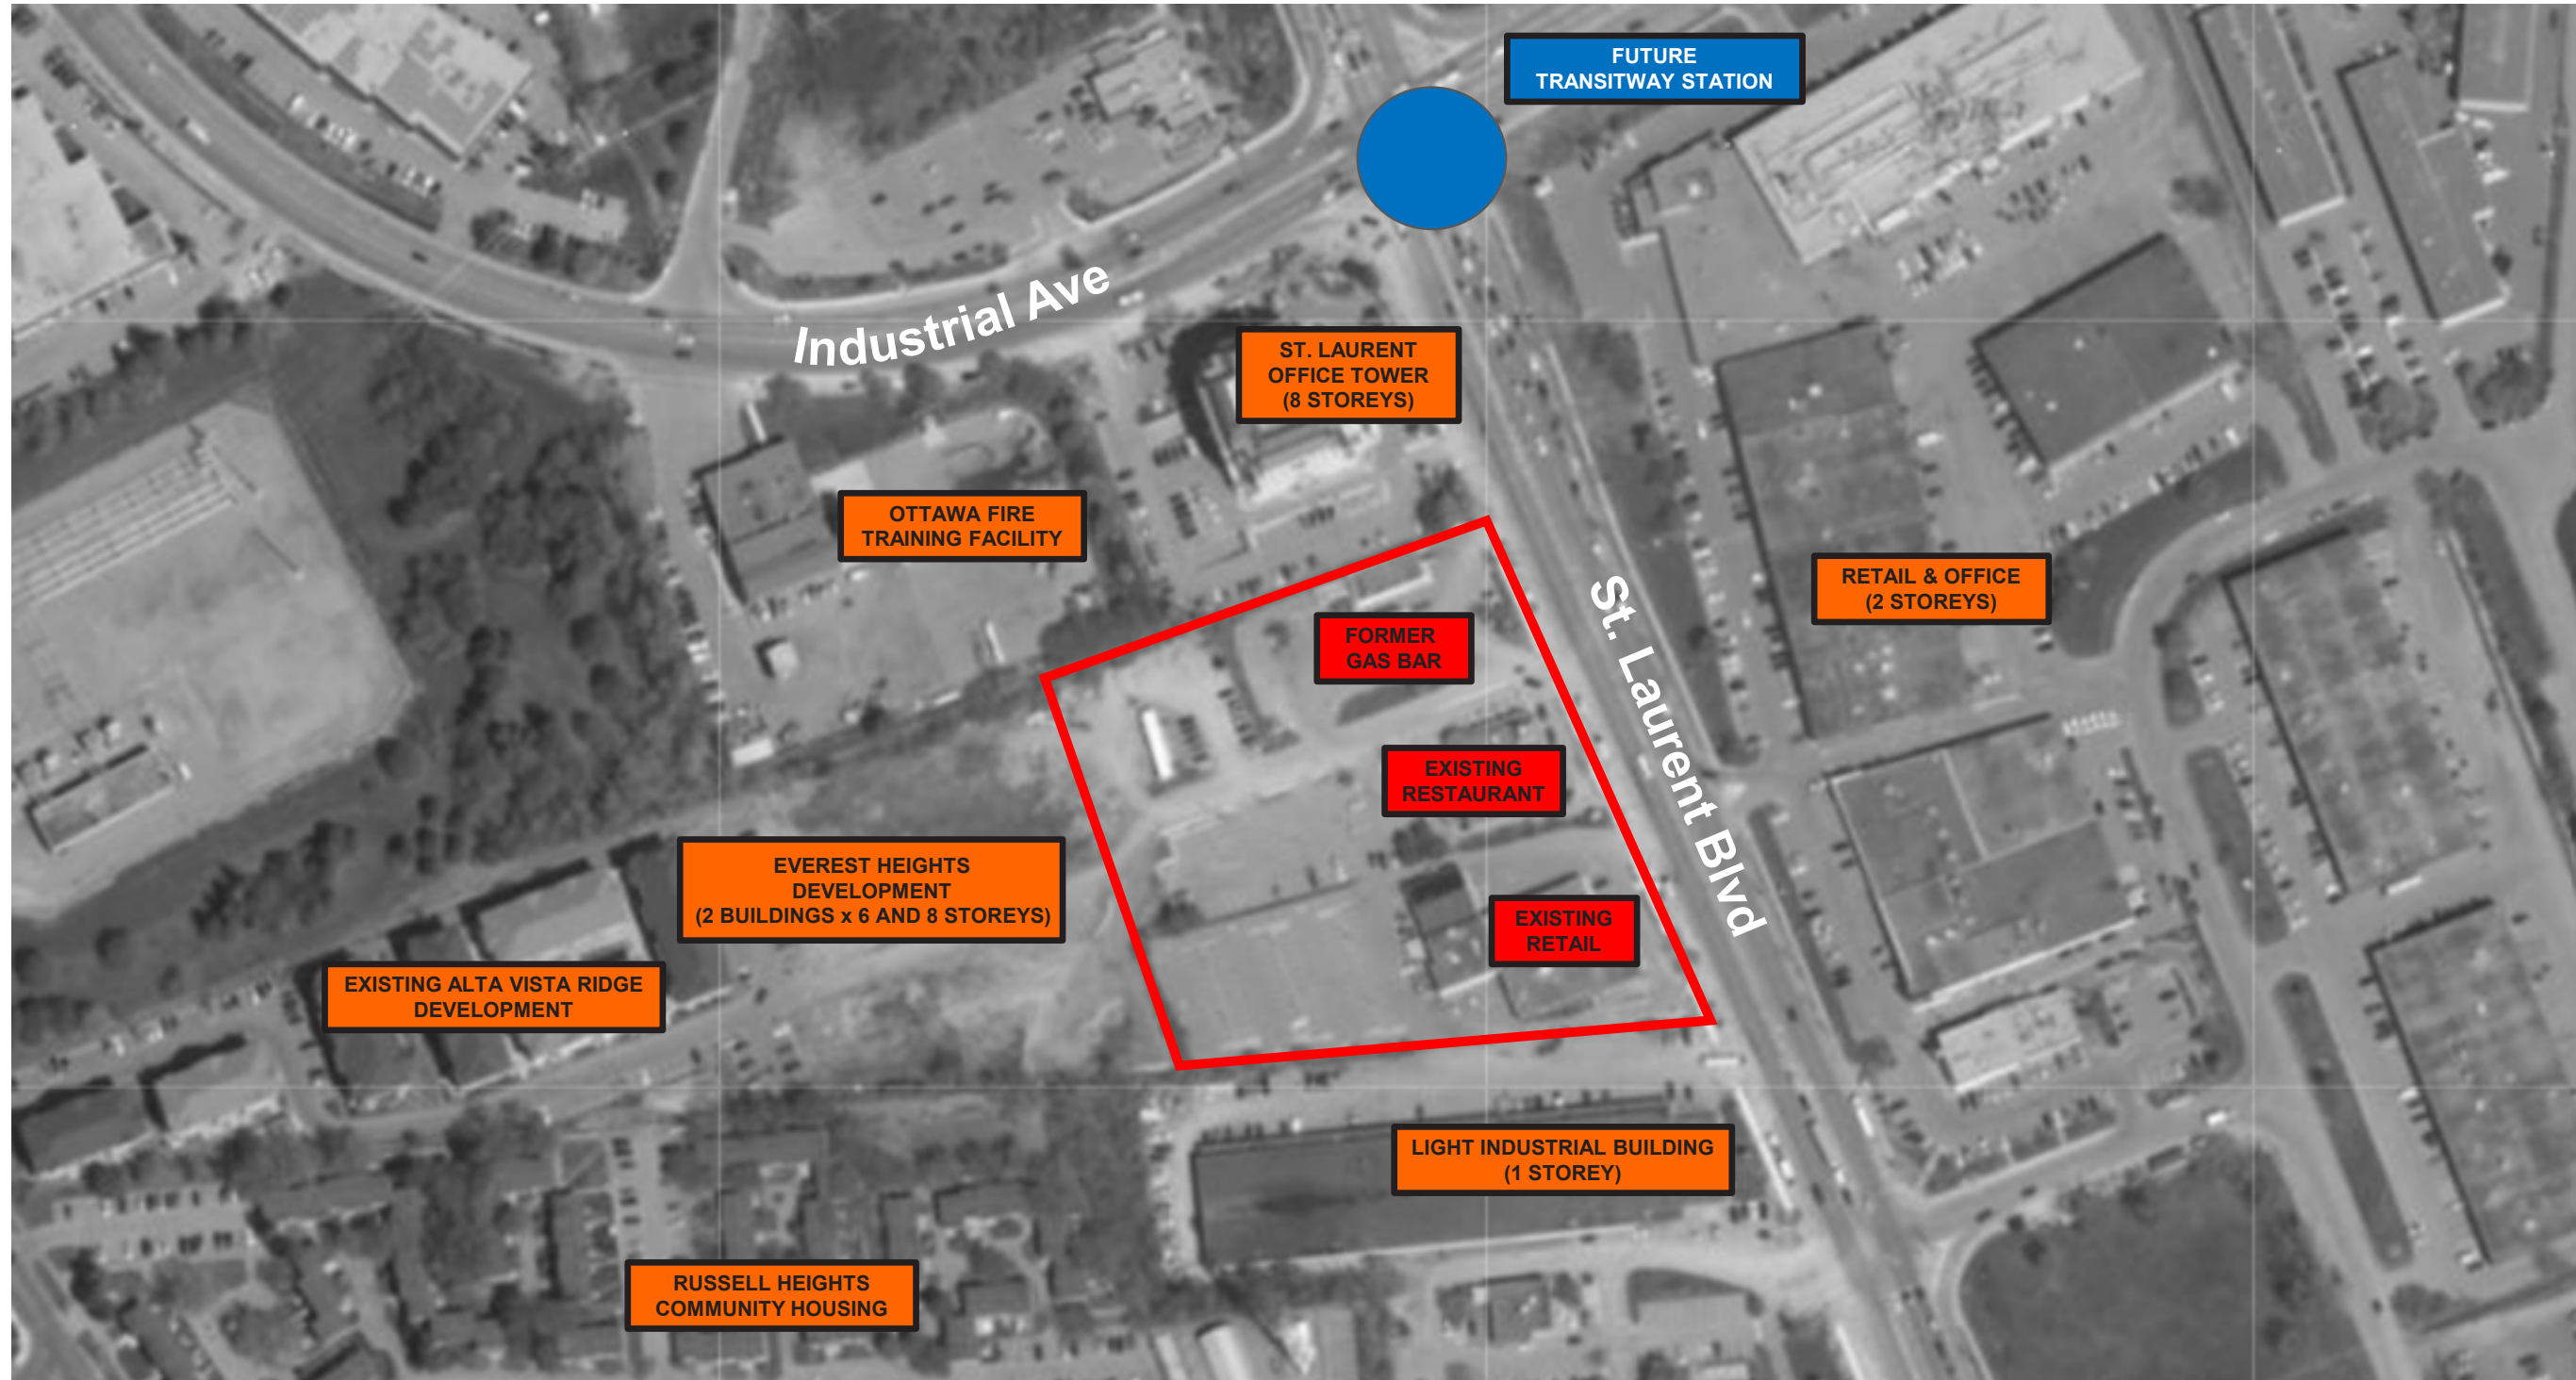 FUTURE
TRANSITWAY STATION
Industrial Ave
ST. LAURENT
OFFICE TOWER
(8 STOREYS)
OTTAWA FIRE
TRAINING FACILITY
RETAIL & OFFICE
(2 STOREYS)
St. Laurent Blvd
FORMER
GAS BAR
EXISTING
RESTAURANT
EVEREST HEIGHTS
DEVELOPMENT
(2 BUILDINGS x 6 AND 8 STOREYS)
EXISTING
RETAIL
EXISTING ALTA VISTA RIDGE
DEVELOPMENT
LIGHT INDUSTRIAL BUILDING
(1 STOREY)
RUSSELL HEIGHTS
COMMUNITY HOUSING